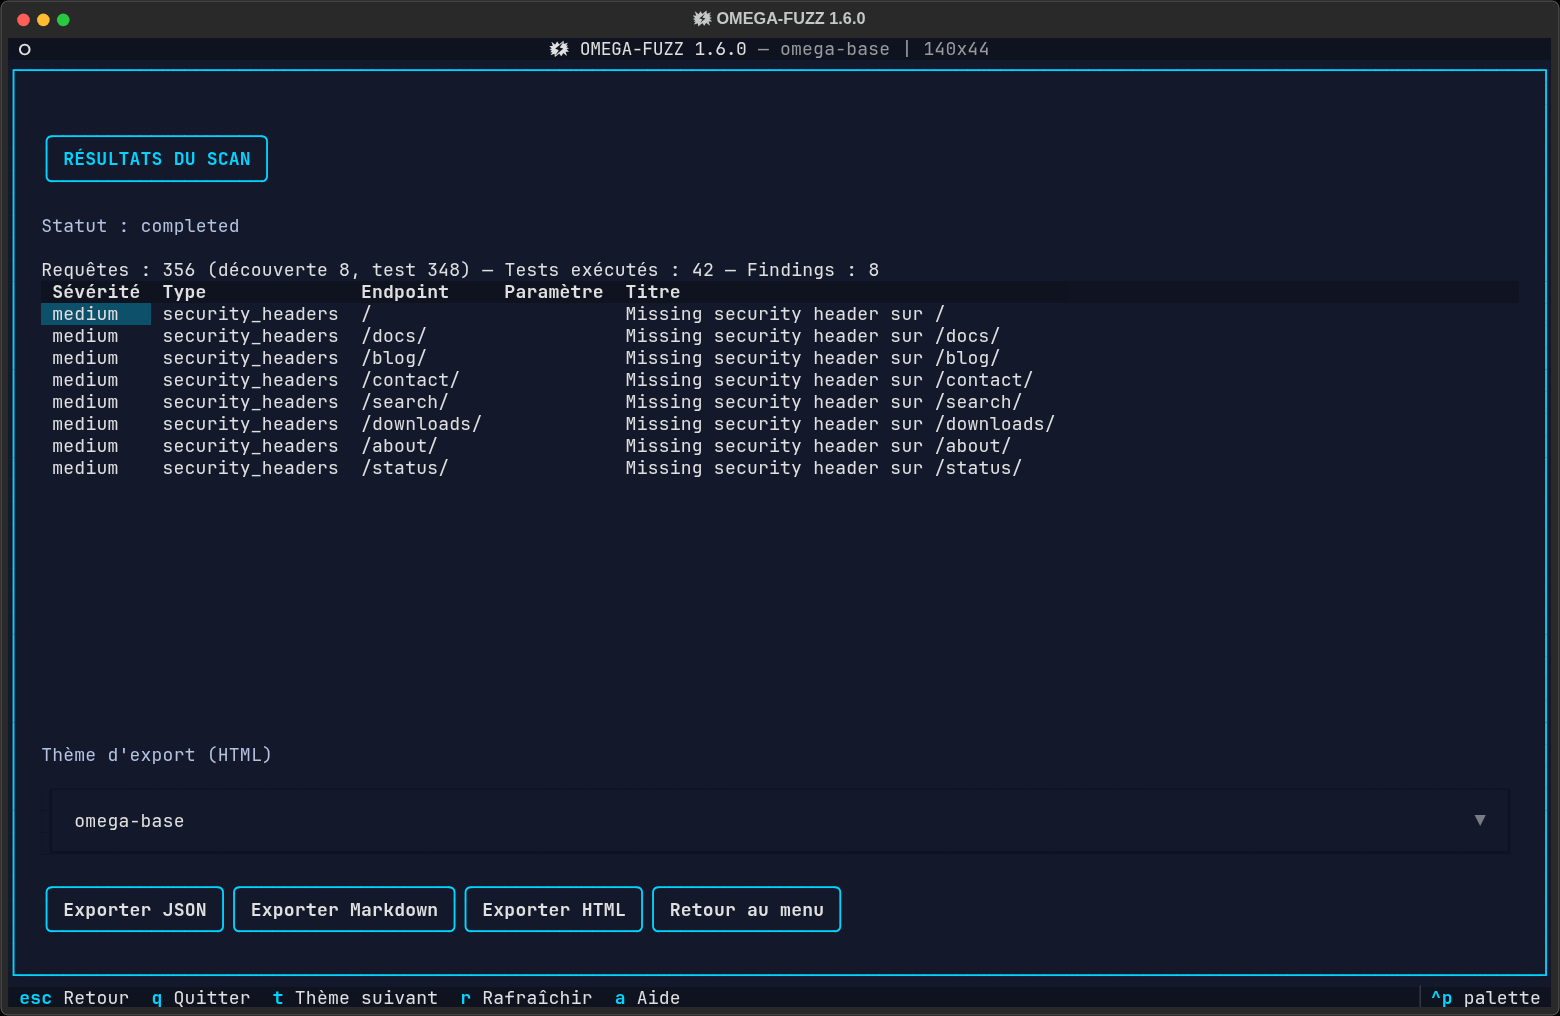 OMEGA-FUZZ 1.6.0
OMEGA-FUZZ 1.6.0 — omega-base | 140x44
RÉSULTATS DU SCAN
Statut : completed
Requêtes : 356 (découverte 8, test 348) — Tests exécutés : 42 — Findings : 8
Sévérité Type Endpoint Paramètre Titre
medium security_headers / Missing security header sur /
medium security_headers /docs/ Missing security header sur /docs/
medium security_headers /blog/ Missing security header sur /blog/
medium security_headers /contact/ Missing security header sur /contact/
medium security_headers /search/ Missing security header sur /search/
medium security_headers /downloads/ Missing security header sur /downloads/
medium security_headers /about/ Missing security header sur /about/
medium security_headers /status/ Missing security header sur /status/
Thème d'export (HTML)
omega-base ▼
Exporter JSON Exporter Markdown Exporter HTML Retour au menu
esc Retour q Quitter t Thème suivant r Rafraîchir a Aide ^p palette